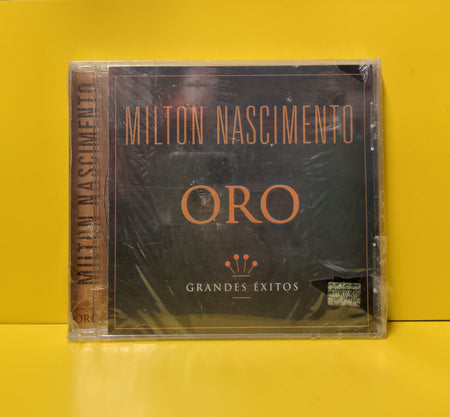 MILTON NASCIMENTO
ORO
GRANDES ÉXITOS
MILTON NASCIMENTO
ORO